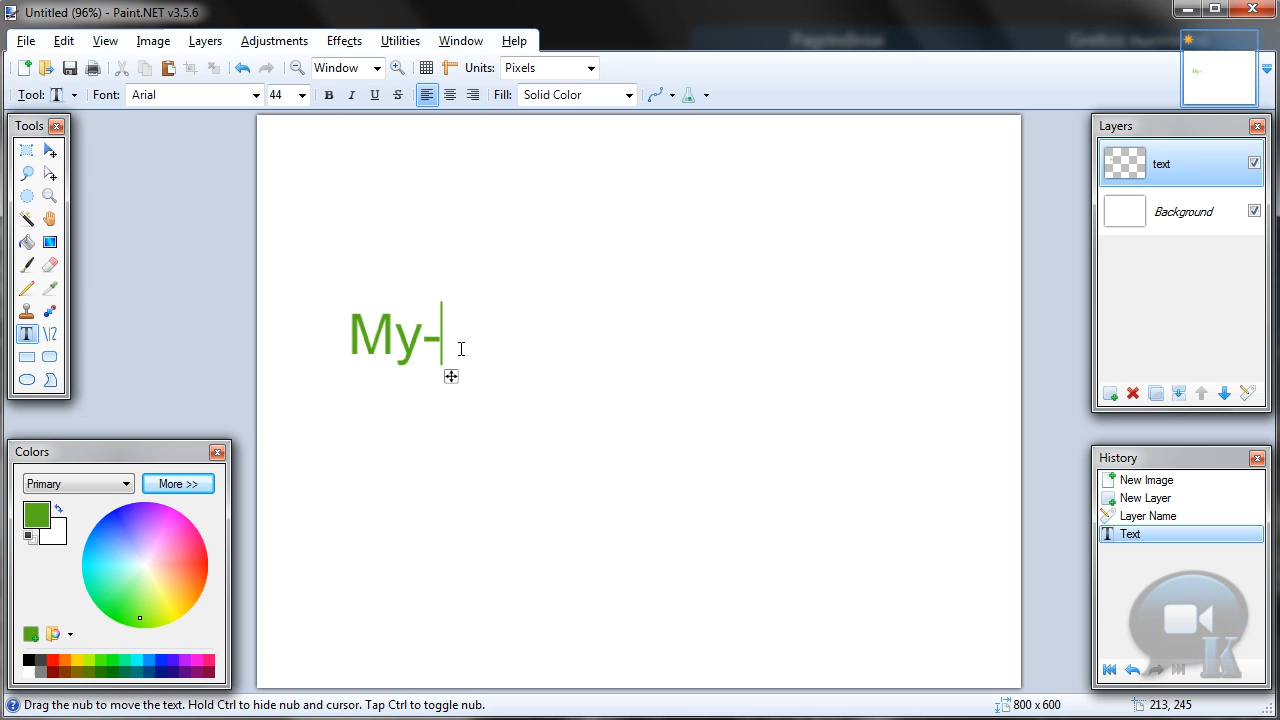 Untitled (96%) - Paint.NET v3.5.6
File Edit View Image Layers Adjustments Effects Utilities Window Help
Window Units: Pixels
Tool: T Font: Arial 44 B I U S Fill: Solid Color
My-
Tools
T
Layers
text
Background
My-
Colors
Primary
More >>
History
New Image
New Layer
Layer Name
T Text
K
Drag the nub to move the text. Hold Ctrl to hide nub and cursor. Tap Ctrl to toggle nub.
800 x 600
213, 245